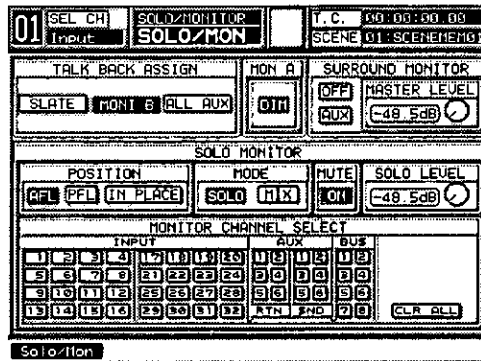 01 SEL CH SOLO/MONITOR T.C. 00:00:00.00
Input SOLO/MON SCENE 01:SCENEMEM01
TALK BACK ASSIGN MON A SURROUND MONITOR
SLATE MONI B ALL AUX DIM OFF MASTER LEVEL
AUX -48.5dB
SOLO MONITOR
POSITION MODE MUTE SOLO LEVEL
AFL PFL IN PLACE SOLO MIX ON -48.5dB
MONITOR CHANNEL SELECT
INPUT AUX BUS
1 2 3 4 17 18 19 20 1 2 1 2 1 2
5 6 7 8 21 22 23 24 3 4 3 4 3 4
9 10 11 12 25 26 27 28 5 6 5 6 5 6
13 14 15 16 29 30 31 32 RTN SND 7 8 CLR ALL
Solo/Mon